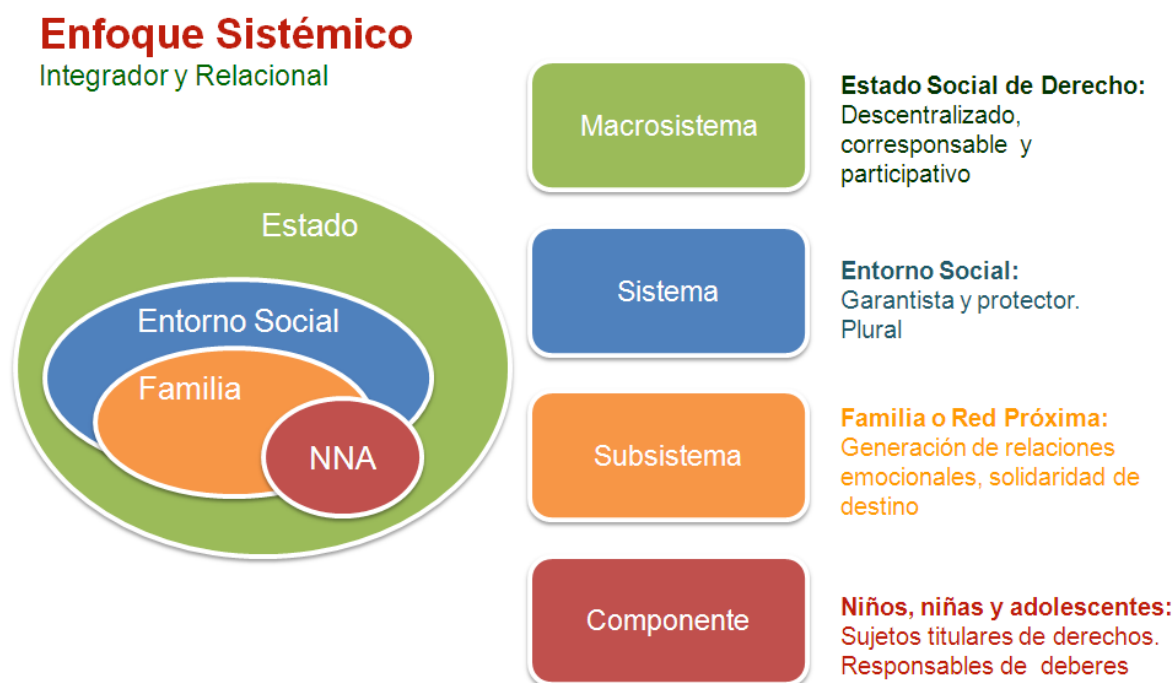 Enfoque Sistémico
Integrador y Relacional
Estado
Entorno Social
Familia
NNA
Macrosistema
Estado Social de Derecho:
Descentralizado,
corresponsable y
participativo
Sistema
Entorno Social:
Garantista y protector.
Plural
Subsistema
Familia o Red Próxima:
Generación de relaciones
emocionales, solidaridad de
destino
Componente
Niños, niñas y adolescentes:
Sujetos titulares de derechos.
Responsables de deberes